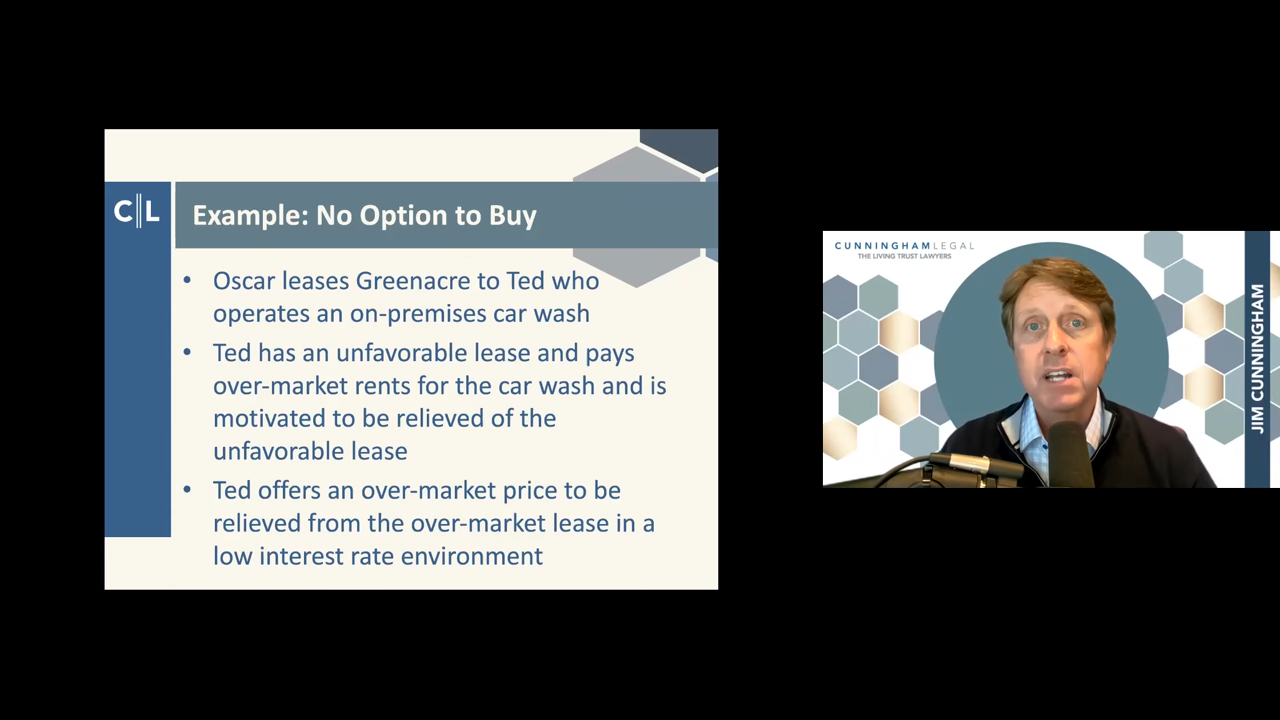 C||L
Example: No Option to Buy
• Oscar leases Greenacre to Ted who
operates an on-premises car wash
• Ted has an unfavorable lease and pays
over-market rents for the car wash and is
motivated to be relieved of the
unfavorable lease
• Ted offers an over-market price to be
relieved from the over-market lease in a
low interest rate environment
CUNNINGHAMLEGAL
THE LIVING TRUST LAWYERS
JIM CUNNINGHAM